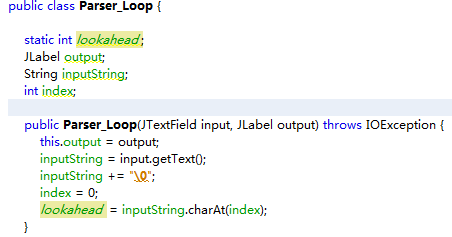 public class Parser_Loop {
static int lookahead;
JLabel output;
String inputString;
int index;
public Parser_Loop(JTextField input, JLabel output) throws IOException {
this.output = output;
inputString = input.getText();
inputString += "\0";
index = 0;
lookahead = inputString.charAt(index);
}